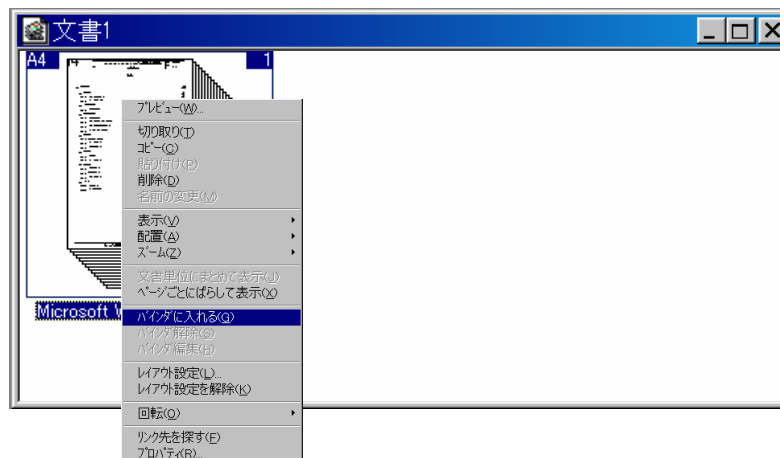 文書1
A4 1
プレビュー(W)...
切り取り(T)
コピー(C)
貼り付け(P)
削除(D)
名前の変更(M)
表示(V)
配置(A)
ズーム(Z)
文書単位にまとめて表示(J)
ページごとにばらして表示(X)
Microsoft
バインダに入れる(G)
バインダ解除(S)
バインダ編集(H)
レイアウト設定(L)...
レイアウト設定を解除(K)
回転(O)
リンク先を探す(F)
プロパティ(R)...